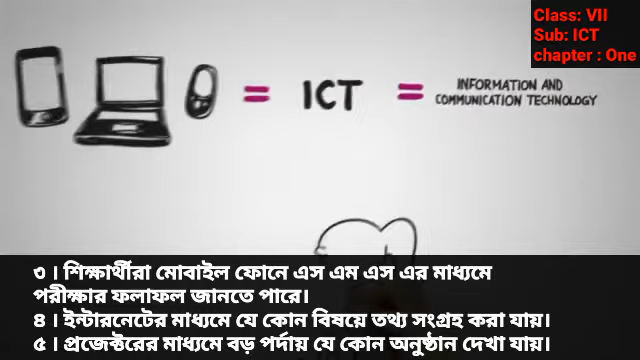 Class: VII
Sub: ICT
chapter : One
= ICT = INFORMATION AND
COMMUNICATION TECHNOLOGY
৩ । শিক্ষার্থীরা মোবাইল ফোনে এস এম এস এর মাধ্যমে
পরীক্ষার ফলাফল জানতে পারে।
৪ । ইন্টারনেটের মাধ্যমে যে কোন বিষয়ে তথ্য সংগ্রহ করা যায়।
৫ । প্রজেক্টরের মাধ্যমে বড় পর্দায় যে কোন অনুষ্ঠান দেখা যায়।